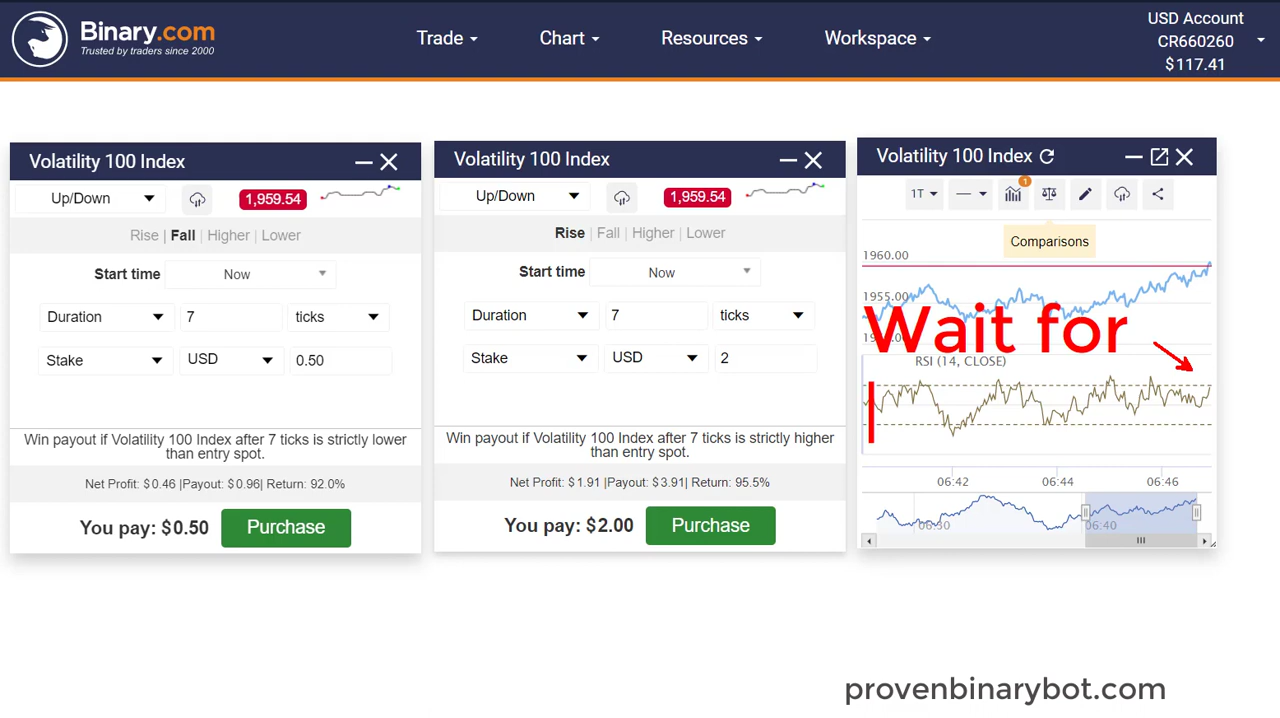 Binary.com
Trusted by traders since 2000
Trade
Chart
Resources
Workspace
USD Account
CR660260
$117.41
Volatility 100 Index
Up/Down
1,959.54
Rise | Fall | Higher | Lower
Start time
Now
Duration
7
ticks
Stake
USD
0.50
Win payout if Volatility 100 Index after 7 ticks is strictly lower
than entry spot.
Net Profit: $0.46 |Payout: $0.96| Return: 92.0%
You pay: $0.50
Purchase
Volatility 100 Index
Up/Down
1,959.54
Rise | Fall | Higher | Lower
Start time
Now
Duration
7
ticks
Stake
USD
2
Win payout if Volatility 100 Index after 7 ticks is strictly higher
than entry spot.
Net Profit: $1.91 |Payout: $3.91| Return: 95.5%
You pay: $2.00
Purchase
Volatility 100 Index
1T
1
Comparisons
1960.00
1955.00
Wait for
RSI (14, CLOSE)
06:42
06:44
06:46
06:30
06:40
provenbinarybot.com